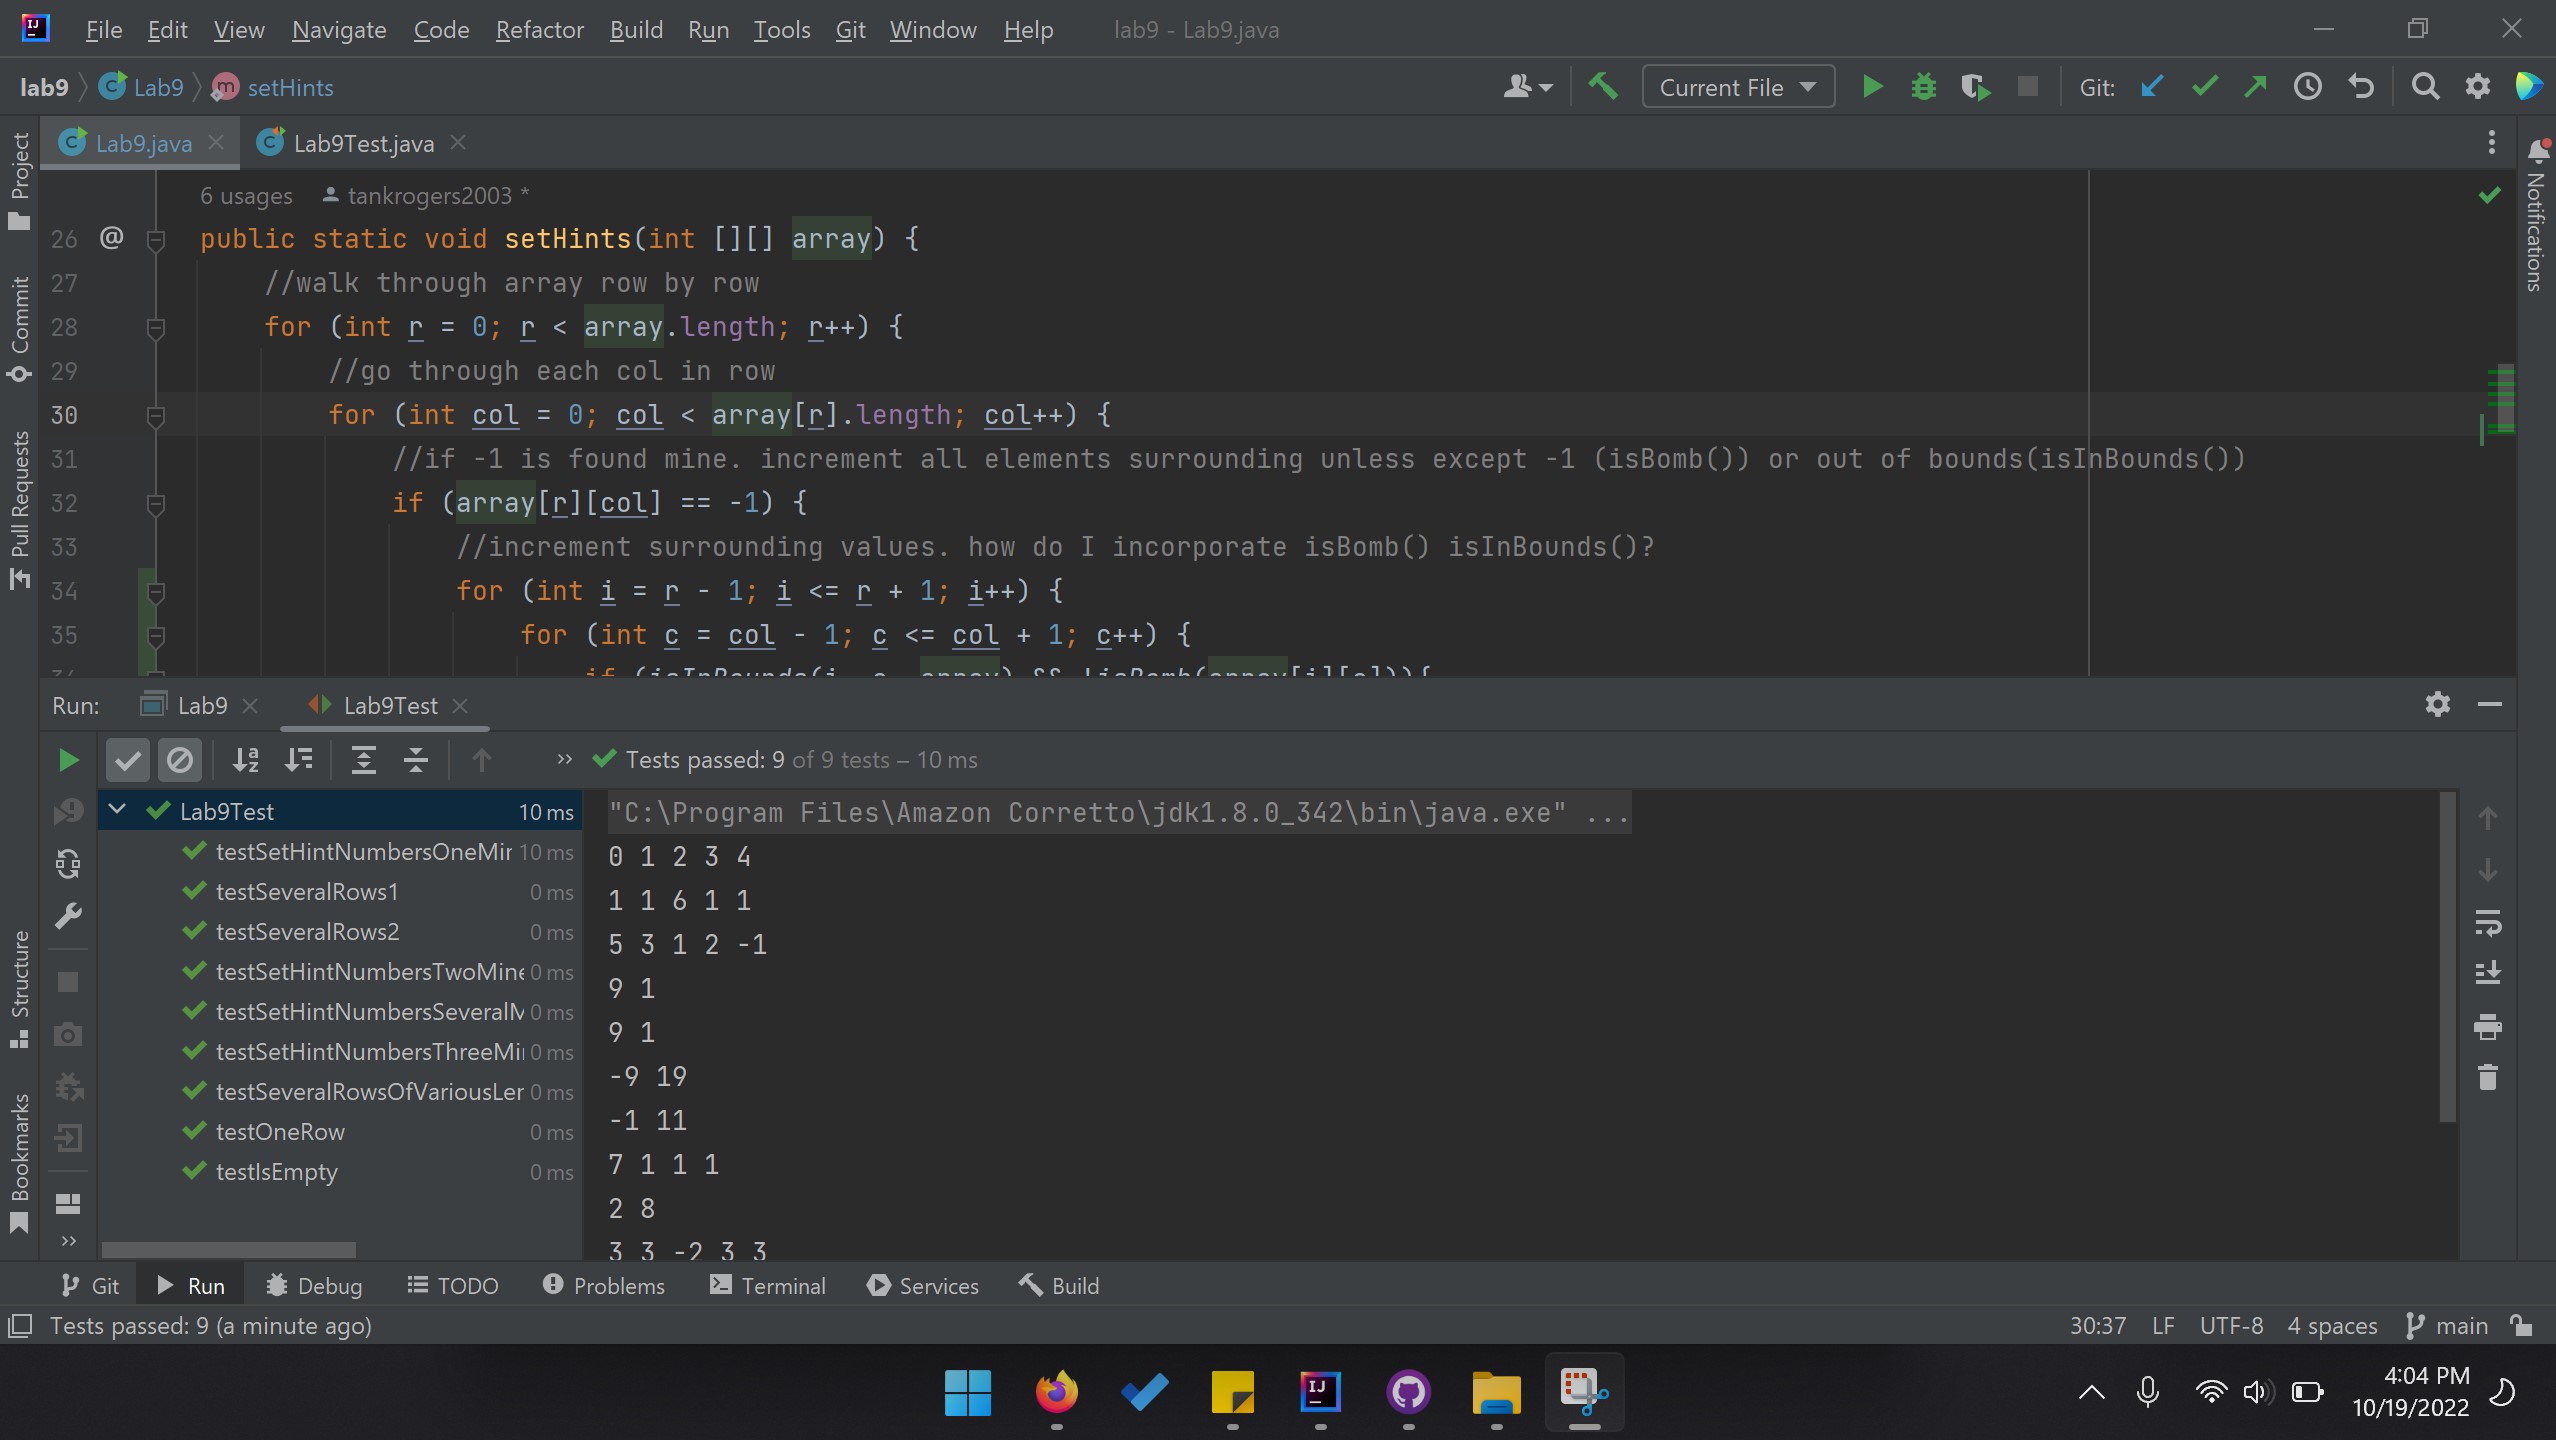 File Edit View Navigate Code Refactor Build Run Tools Git Window Help lab9 - Lab9.java
lab9 Lab9 m setHints Current File Git:
Lab9.java Lab9Test.java
Project
Commit
Pull Requests
Structure
Bookmarks
Notifications
6 usages tankrogers2003 *
26 @ public static void setHints(int [][] array) {
27 //walk through array row by row
28 for (int r = 0; r < array.length; r++) {
29 //go through each col in row
30 for (int col = 0; col < array[r].length; col++) {
31 //if -1 is found mine. increment all elements surrounding unless except -1 (isBomb()) or out of bounds(isInBounds())
32 if (array[r][col] == -1) {
33 //increment surrounding values. how do I incorporate isBomb() isInBounds()?
34 for (int i = r - 1; i <= r + 1; i++) {
35 for (int c = col - 1; c <= col + 1; c++) {
if (isInBounds(i, c, array) && !isBomb(array[i][c])){
Run: Lab9 Lab9Test
Tests passed: 9 of 9 tests – 10 ms
Lab9Test 10 ms
testSetHintNumbersOneMin 10 ms
testSeveralRows1 0 ms
testSeveralRows2 0 ms
testSetHintNumbersTwoMine 0 ms
testSetHintNumbersSeveralM 0 ms
testSetHintNumbersThreeMin 0 ms
testSeveralRowsOfVariousLen 0 ms
testOneRow 0 ms
testIsEmpty 0 ms
"C:\Program Files\Amazon Corretto\jdk1.8.0_342\bin\java.exe" ...
0 1 2 3 4
1 1 6 1 1
5 3 1 2 -1
9 1
9 1
-9 19
-1 11
7 1 1 1
2 8
3 3 -2 3 3
Git Run Debug TODO Problems Terminal Services Build
Tests passed: 9 (a minute ago) 30:37 LF UTF-8 4 spaces main
4:04 PM
10/19/2022